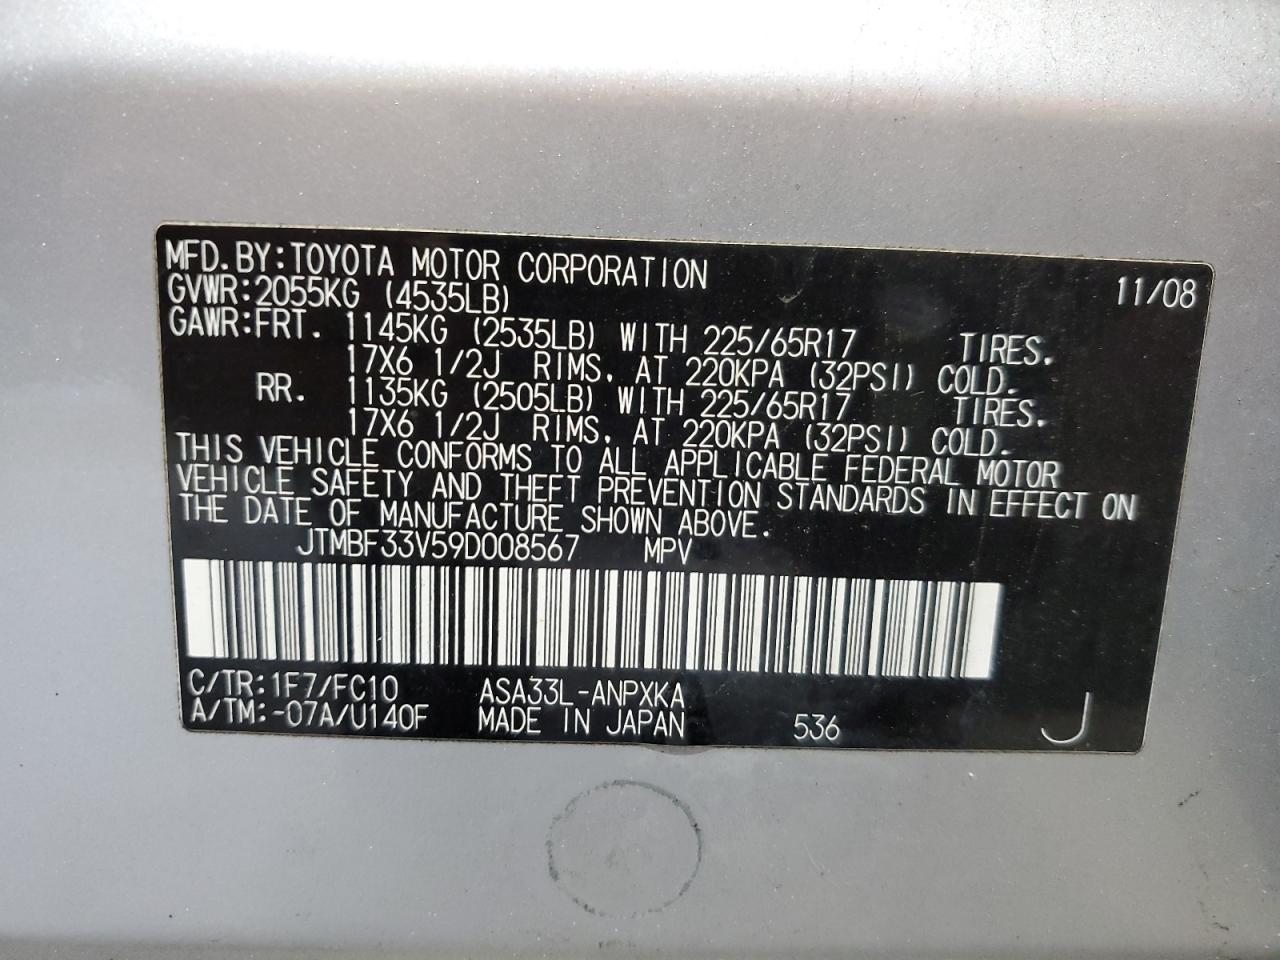 MFD. BY: TOYOTA MOTOR CORPORATION 11/08
GVWR: 2055KG (4535LB)
GAWR: FRT. 1145KG (2535LB) WITH 225/65R17 TIRES.
17X6 1/2J RIMS, AT 220KPA (32PSI) COLD.
RR. 1135KG (2505LB) WITH 225/65R17 TIRES.
17X6 1/2J RIMS, AT 220KPA (32PSI) COLD.
THIS VEHICLE CONFORMS TO ALL APPLICABLE FEDERAL MOTOR
VEHICLE SAFETY AND THEFT PREVENTION STANDARDS IN EFFECT ON
THE DATE OF MANUFACTURE SHOWN ABOVE.
JTMBF33V59D008567 MPV
C/TR: 1F7/FC10 ASA33L-ANPXKA
A/TM: -07A/U140F MADE IN JAPAN 536 J